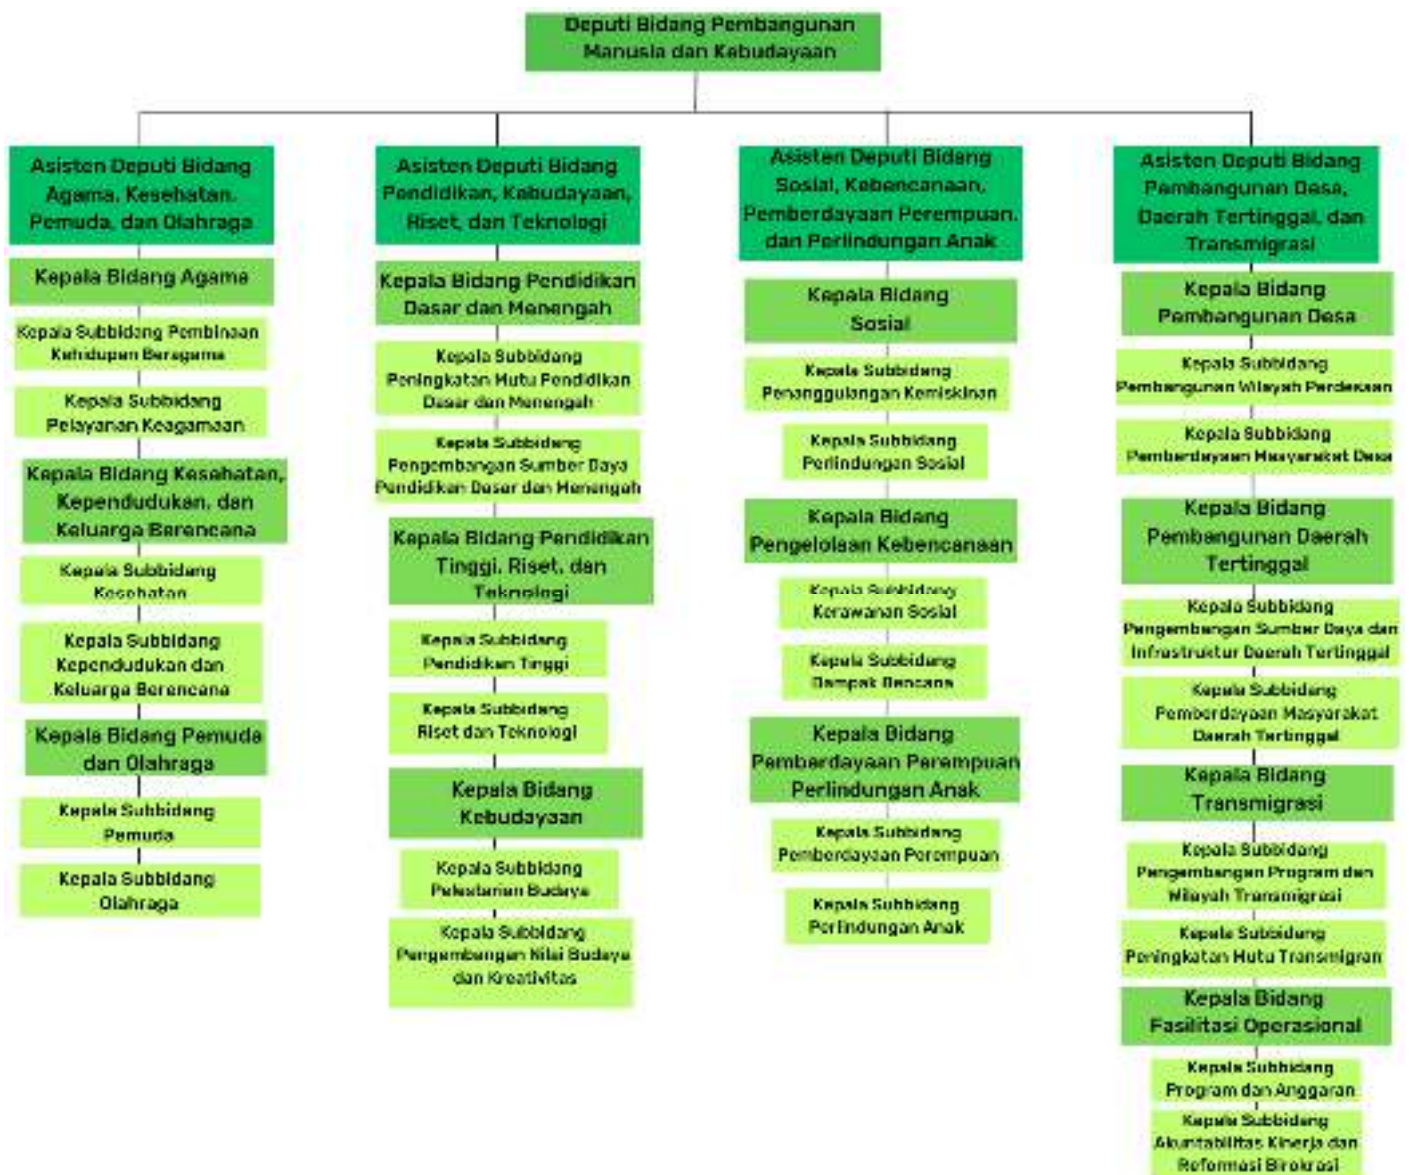 Deputi Bidang Pembangunan
Manusia dan Kebudayaan
Asisten Deputi Bidang
Agama, Kesehatan,
Pemuda, dan Olahraga
Kepala Bidang Agama
Kepala Subbidang Pembinaan
Kehidupan Beragama
Kepala Subbidang
Pelayanan Keagamaan
Kepala Bidang Kesehatan,
Kependudukan, dan
Keluarga Berencana
Kepala Subbidang
Kesehatan
Kepala Subbidang
Kependudukan dan
Keluarga Berencana
Kepala Bidang Pemuda
dan Olahraga
Kepala Subbidang
Pemuda
Kepala Subbidang
Olahraga
Asisten Deputi Bidang
Pendidikan, Kebudayaan,
Riset, dan Teknologi
Kepala Bidang Pendidikan
Dasar dan Menengah
Kepala Subbidang
Peningkatan Mutu Pendidikan
Dasar dan Menengah
Kepala Subbidang
Pengembangan Sumber Daya
Pendidikan Dasar dan Menengah
Kepala Bidang Pendidikan
Tinggi, Riset, dan
Teknologi
Kepala Subbidang
Pendidikan Tinggi
Kepala Subbidang
Riset dan Teknologi
Kepala Bidang
Kebudayaan
Kepala Subbidang
Pelestarian Budaya
Kepala Subbidang
Pengembangan Nilai Budaya
dan Kreativitas
Asisten Deputi Bidang
Sosial, Kebencanaan,
Pemberdayaan Perempuan,
dan Perlindungan Anak
Kepala Bidang
Sosial
Kepala Subbidang
Penanggulangan Kemiskinan
Kepala Subbidang
Perlindungan Sosial
Kepala Bidang
Pengelolaan Kebencanaan
Kepala Subbidang
Kerawanan Sosial
Kepala Subbidang
Dampak Bencana
Kepala Bidang
Pemberdayaan Perempuan
Perlindungan Anak
Kepala Subbidang
Pemberdayaan Perempuan
Kepala Subbidang
Perlindungan Anak
Asisten Deputi Bidang
Pembangunan Desa,
Daerah Tertinggal, dan
Transmigrasi
Kepala Bidang
Pembangunan Desa
Kepala Subbidang
Pembangunan Wilayah Perdesaan
Kepala Subbidang
Pemberdayaan Masyarakat Desa
Kepala Bidang
Pembangunan Daerah
Tertinggal
Kepala Subbidang
Pengembangan Sumber Daya dan
Infrastruktur Daerah Tertinggal
Kepala Subbidang
Pemberdayaan Masyarakat
Daerah Tertinggal
Kepala Bidang
Transmigrasi
Kepala Subbidang
Pengembangan Program dan
Wilayah Transmigrasi
Kepala Subbidang
Peningkatan Mutu Transmigran
Kepala Bidang
Fasilitasi Operasional
Kepala Subbidang
Program dan Anggaran
Kepala Subbidang
Akuntabilitas Kinerja dan
Reformasi Birokrasi